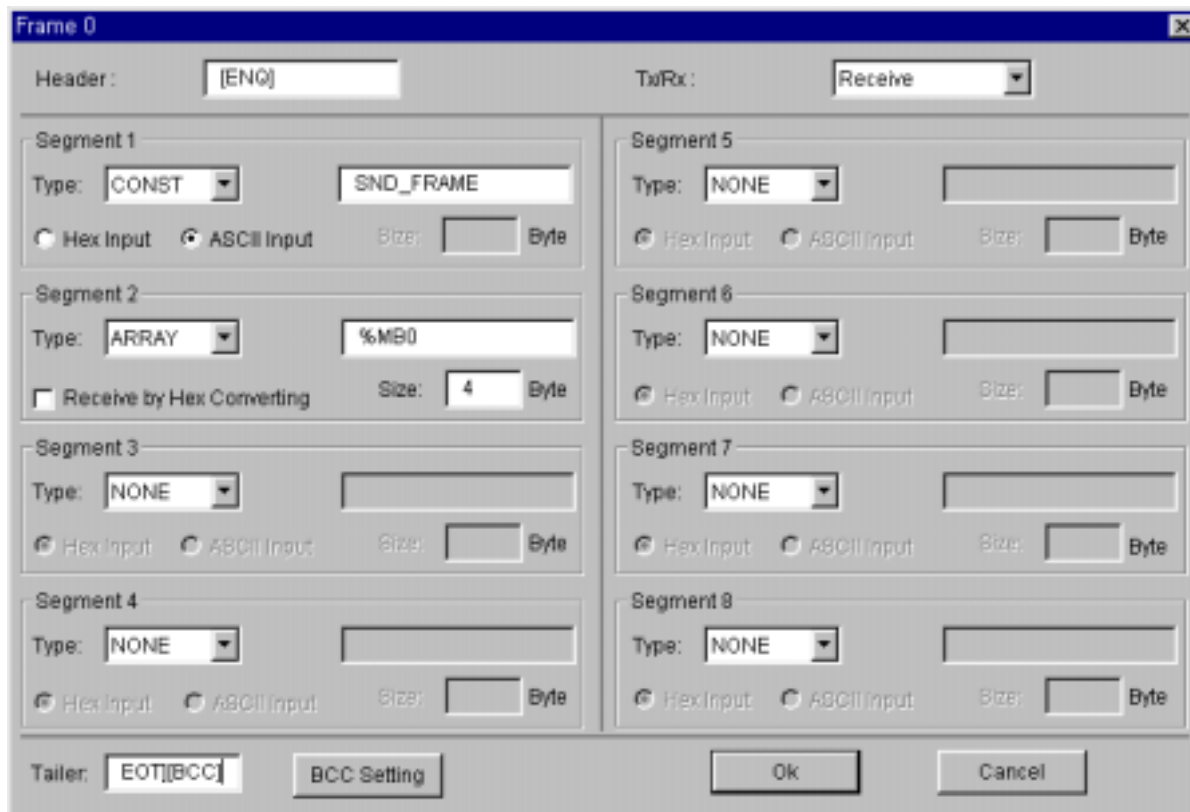 Frame 0
Header : [ENQ] Tx/Rx : Receive
Segment 1
Type: CONST SND_FRAME
Hex Input ASCII Input Size: Byte
Segment 2
Type: ARRAY %MB0
Receive by Hex Converting Size: 4 Byte
Segment 3
Type: NONE
Hex Input ASCII Input Size: Byte
Segment 4
Type: NONE
Hex Input ASCII Input Size: Byte
Segment 5
Type: NONE
Hex Input ASCII Input Size: Byte
Segment 6
Type: NONE
Hex Input ASCII Input Size: Byte
Segment 7
Type: NONE
Hex Input ASCII Input Size: Byte
Segment 8
Type: NONE
Hex Input ASCII Input Size: Byte
Tailer: EOT][BCC] BCC Setting Ok Cancel